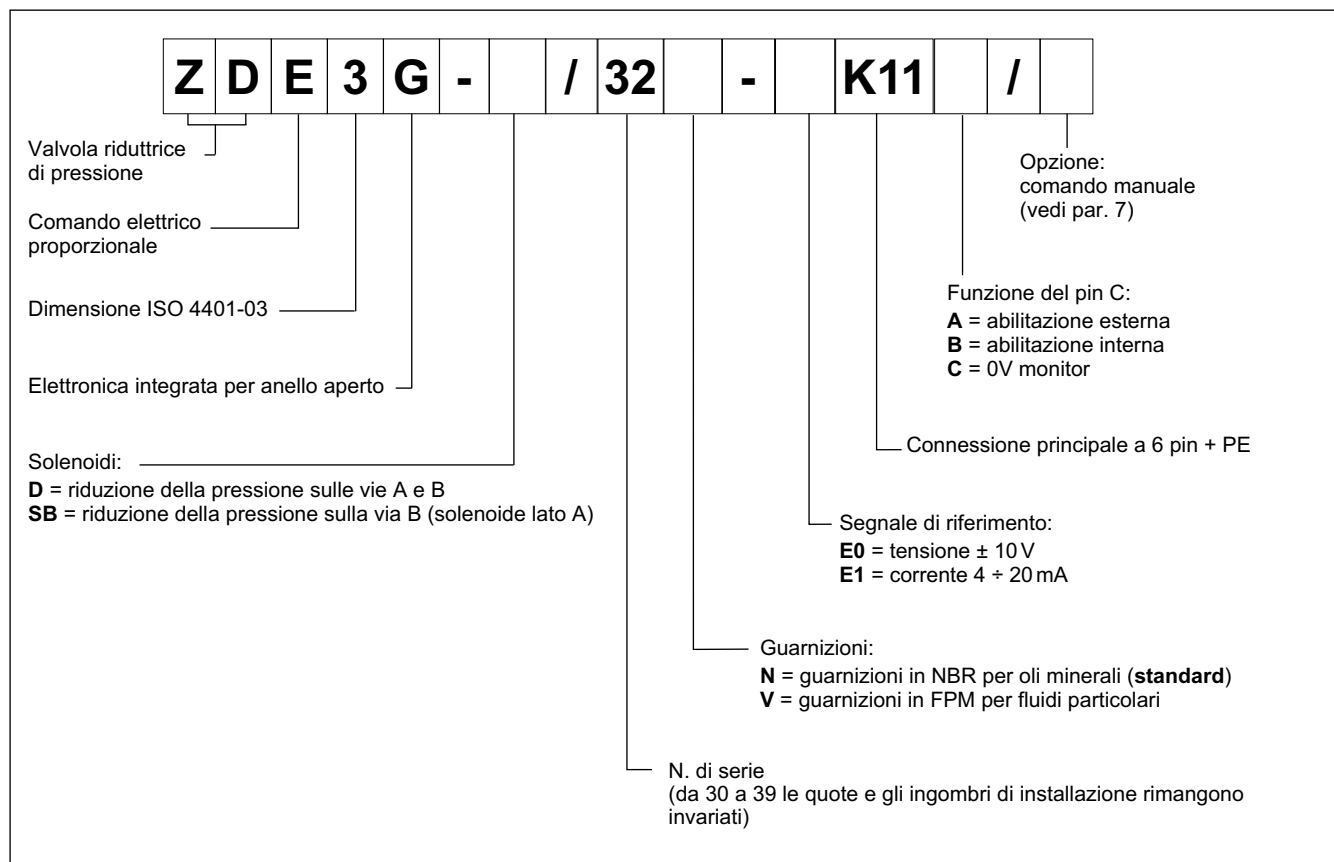 Z D E 3 G - / 32 - K11 /
Valvola riduttrice
di pressione
Comando elettrico
proporzionale
Dimensione ISO 4401-03
Elettronica integrata per anello aperto
Solenoidi:
D = riduzione della pressione sulle vie A e B
SB = riduzione della pressione sulla via B (solenoide lato A)
Opzione:
comando manuale
(vedi par. 7)
Funzione del pin C:
A = abilitazione esterna
B = abilitazione interna
C = 0V monitor
Connessione principale a 6 pin + PE
Segnale di riferimento:
E0 = tensione ± 10 V
E1 = corrente 4 ÷ 20 mA
Guarnizioni:
N = guarnizioni in NBR per oli minerali (standard)
V = guarnizioni in FPM per fluidi particolari
N. di serie
(da 30 a 39 le quote e gli ingombri di installazione rimangono
invariati)